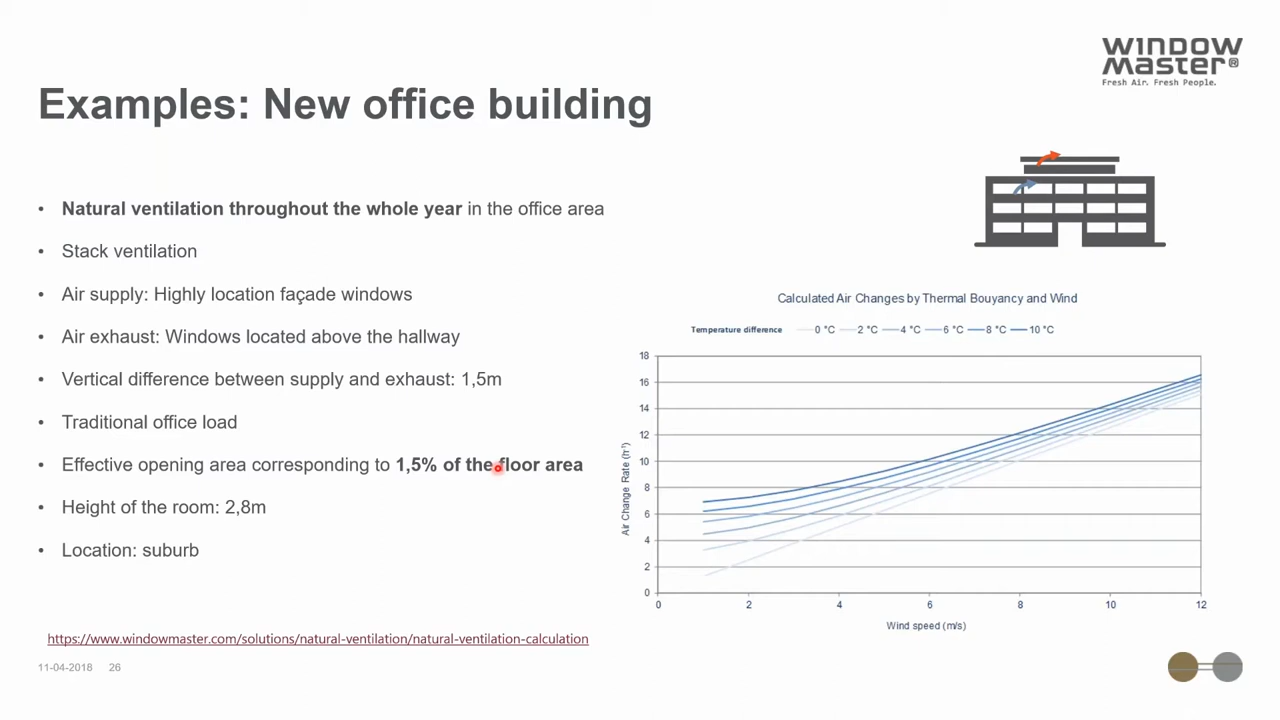 WINDOW
MASTER®
Fresh Air. Fresh People.
Examples: New office building
• Natural ventilation throughout the whole year in the office area
• Stack ventilation
• Air supply: Highly location façade windows
• Air exhaust: Windows located above the hallway
• Vertical difference between supply and exhaust: 1,5m
• Traditional office load
• Effective opening area corresponding to 1,5% of the floor area
• Height of the room: 2,8m
• Location: suburb
https://www.windowmaster.com/solutions/natural-ventilation/natural-ventilation-calculation
11-04-2018 26
Calculated Air Changes by Thermal Bouyancy and Wind
Temperature difference 0 °C 2 °C 4 °C 6 °C 8 °C 10 °C
Air Change Rate (h⁻¹)
18
16
14
12
10
8
6
4
2
0
0 2 4 6 8 10 12
Wind speed (m/s)